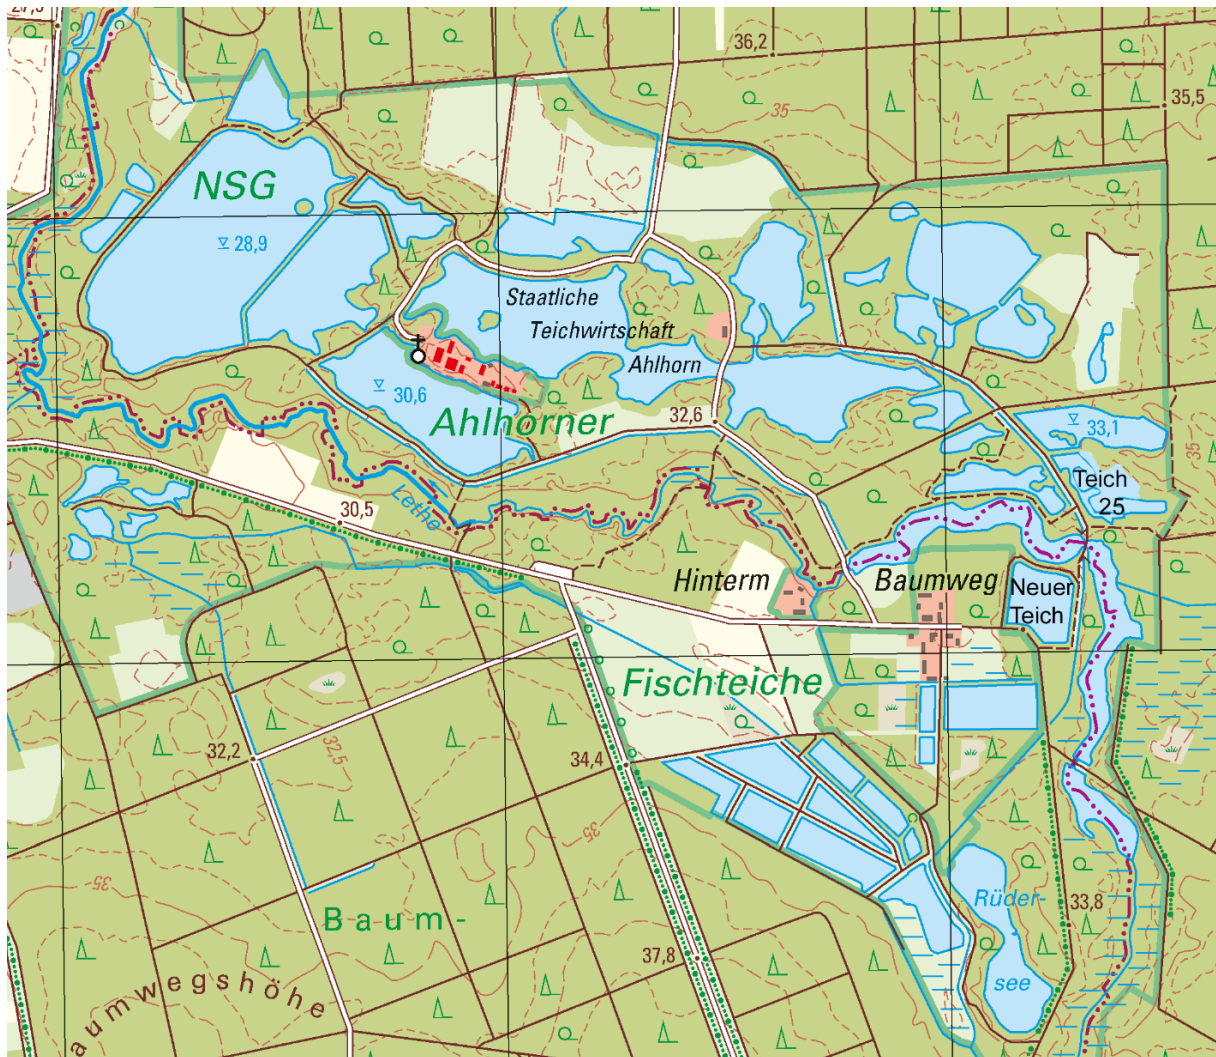 36,2
35
35,5
NSG
28,9
Staatliche
Teichwirtschaft
Ahlhorn
30,6
Ahlhorner
32,6
33,1
35
Teich
25
Lethe
30,5
Hinterm
Baumweg
Neuer
Teich
Fischteiche
32,2
32,5
34,4
35
35
Rüder-
33,8
Baum-
37,8
see
aumwegshöhe